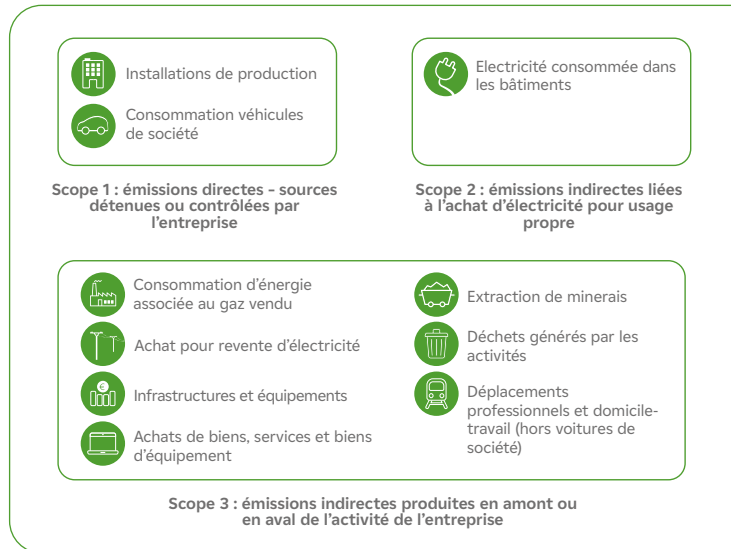 Installations de production
Consommation véhicules
de société
Scope 1 : émissions directes - sources
détenues ou contrôlées par
l'entreprise
Electricité consommée dans
les bâtiments
Scope 2 : émissions indirectes liées
à l'achat d'électricité pour usage
propre
Consommation d'énergie
associée au gaz vendu
Achat pour revente d'électricité
€
Infrastructures et équipements
Achats de biens, services et biens
d'équipement
Extraction de minerais
Déchets générés par les
activités
Déplacements
professionnels et domicile-
travail (hors voitures de
société)
Scope 3 : émissions indirectes produites en amont ou
en aval de l'activité de l'entreprise